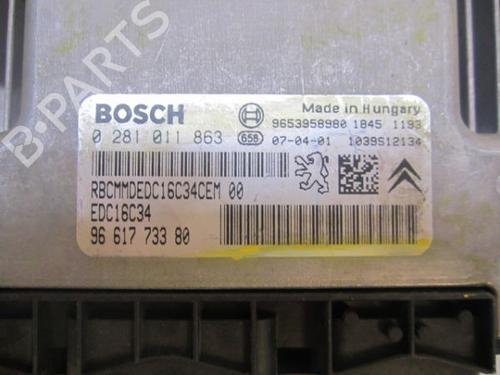 B-PARTS
BOSCH
Made in Hungary
9653958980 1845 1193
0 281 011 863 658 07-04-01 1039S12134
RBCMMDEDC16C34CEM 00
EDC16C34
96 617 733 80